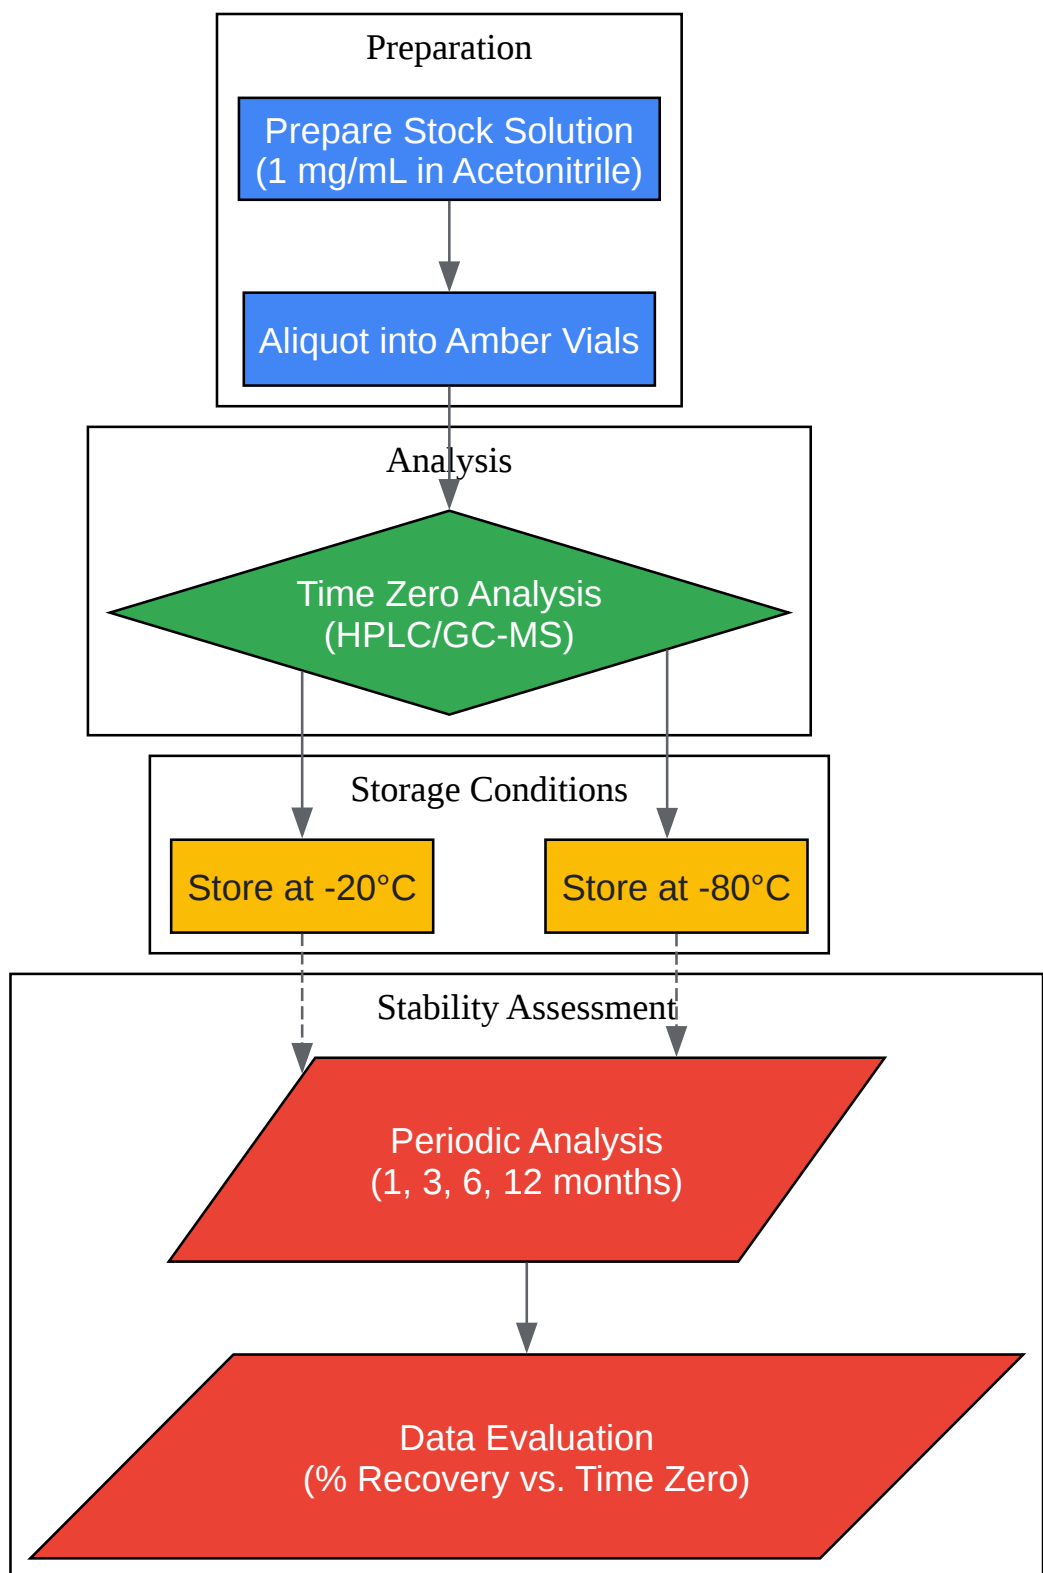 Preparation
Prepare Stock Solution
(1 mg/mL in Acetonitrile)
Aliquot into Amber Vials
Analysis
Time Zero Analysis
(HPLC/GC-MS)
Storage Conditions
Store at -20°C
Store at -80°C
Stability Assessment
Periodic Analysis
(1, 3, 6, 12 months)
Data Evaluation
(% Recovery vs. Time Zero)